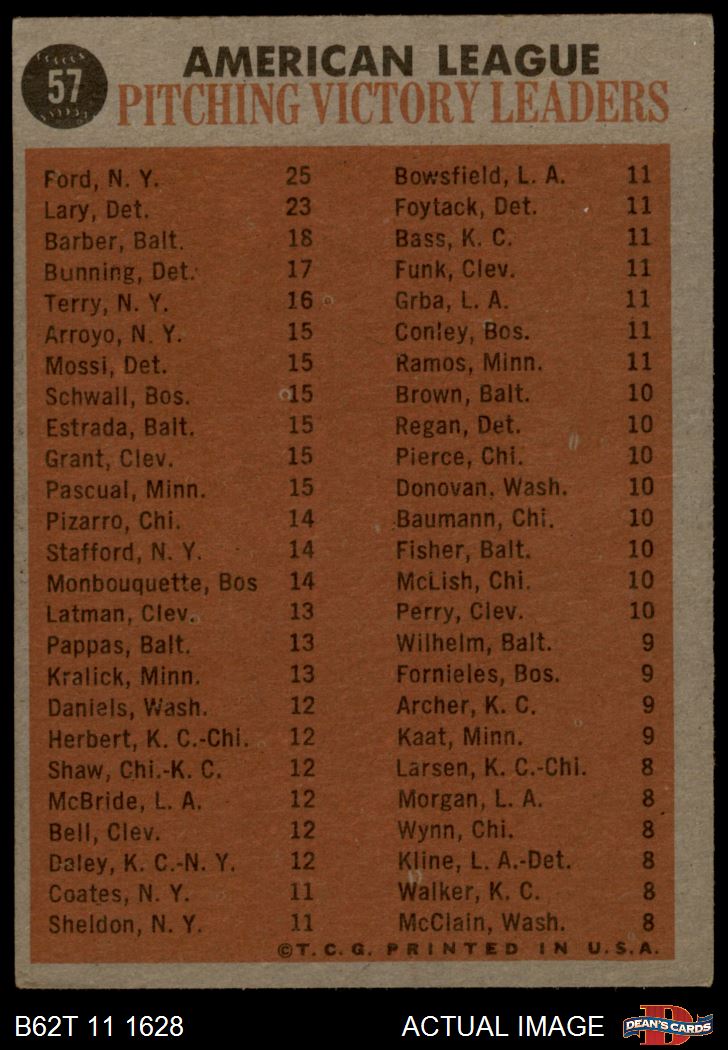 57
AMERICAN LEAGUE
PITCHING VICTORY LEADERS
Ford, N. Y. 25
Lary, Det. 23
Barber, Balt. 18
Bunning, Det. 17
Terry, N. Y. 16
Arroyo, N. Y. 15
Mossi, Det. 15
Schwall, Bos. 15
Estrada, Balt. 15
Grant, Clev. 15
Pascual, Minn. 15
Pizarro, Chi. 14
Stafford, N. Y. 14
Monbouquette, Bos 14
Latman, Clev. 13
Pappas, Balt. 13
Kralick, Minn. 13
Daniels, Wash. 12
Herbert, K. C.-Chi. 12
Shaw, Chi.-K. C. 12
McBride, L. A. 12
Bell, Clev. 12
Daley, K. C.-N. Y. 12
Coates, N. Y. 11
Sheldon, N. Y. 11
Bowsfield, L. A. 11
Foytack, Det. 11
Bass, K. C. 11
Funk, Clev. 11
Grba, L. A. 11
Conley, Bos. 11
Ramos, Minn. 11
Brown, Balt. 10
Regan, Det. 10
Pierce, Chi. 10
Donovan, Wash. 10
Baumann, Chi. 10
Fisher, Balt. 10
McLish, Chi. 10
Perry, Clev. 10
Wilhelm, Balt. 9
Fornieles, Bos. 9
Archer, K. C. 9
Kaat, Minn. 9
Larsen, K. C.-Chi. 8
Morgan, L. A. 8
Wynn, Chi. 8
Kline, L. A.-Det. 8
Walker, K. C. 8
McClain, Wash. 8
©T. C. G. PRINTED IN U.S.A.
B62T 11 1628
ACTUAL IMAGE
D
DEAN'S CARDS